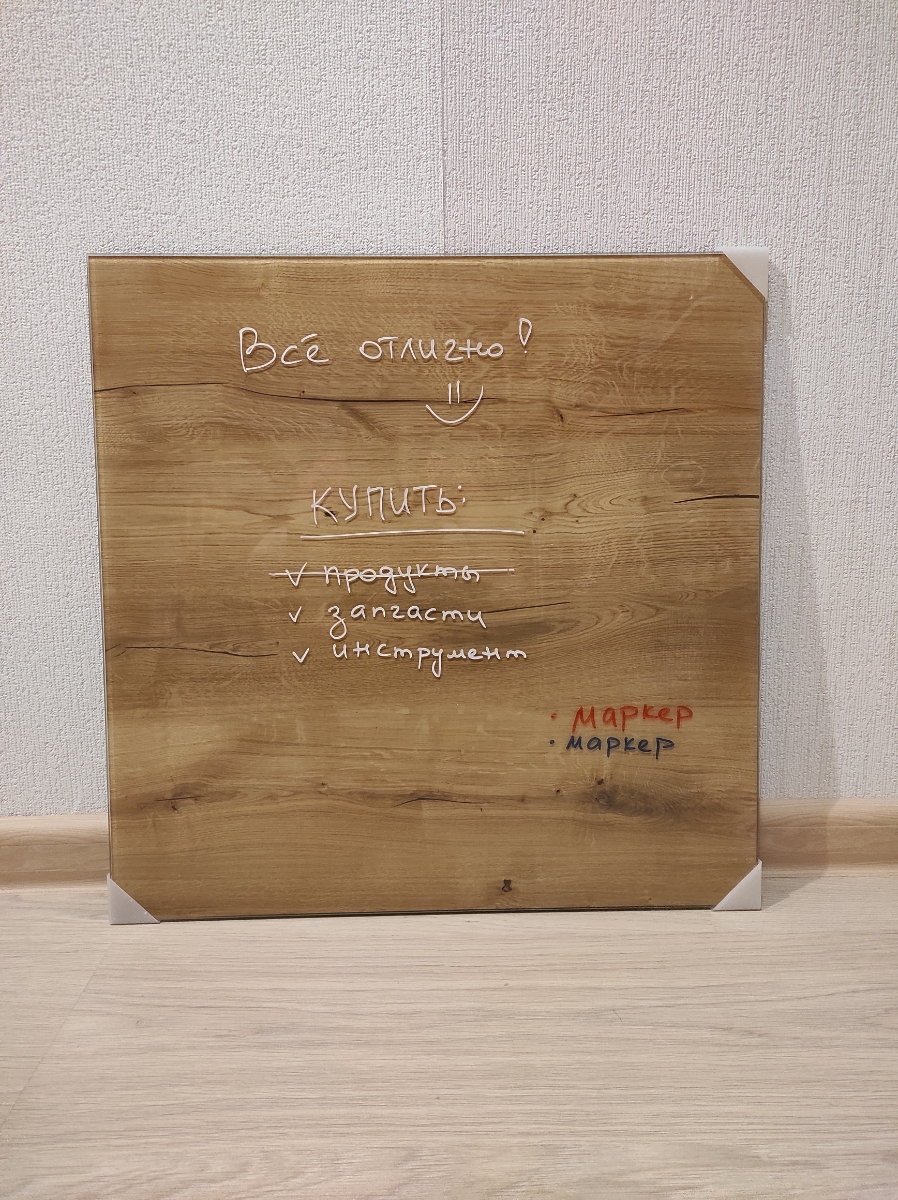 Всё отлично!
КУПИТЬ:
✓ продукты
✓ запчасти
✓ инструмент
· маркер
· маркер